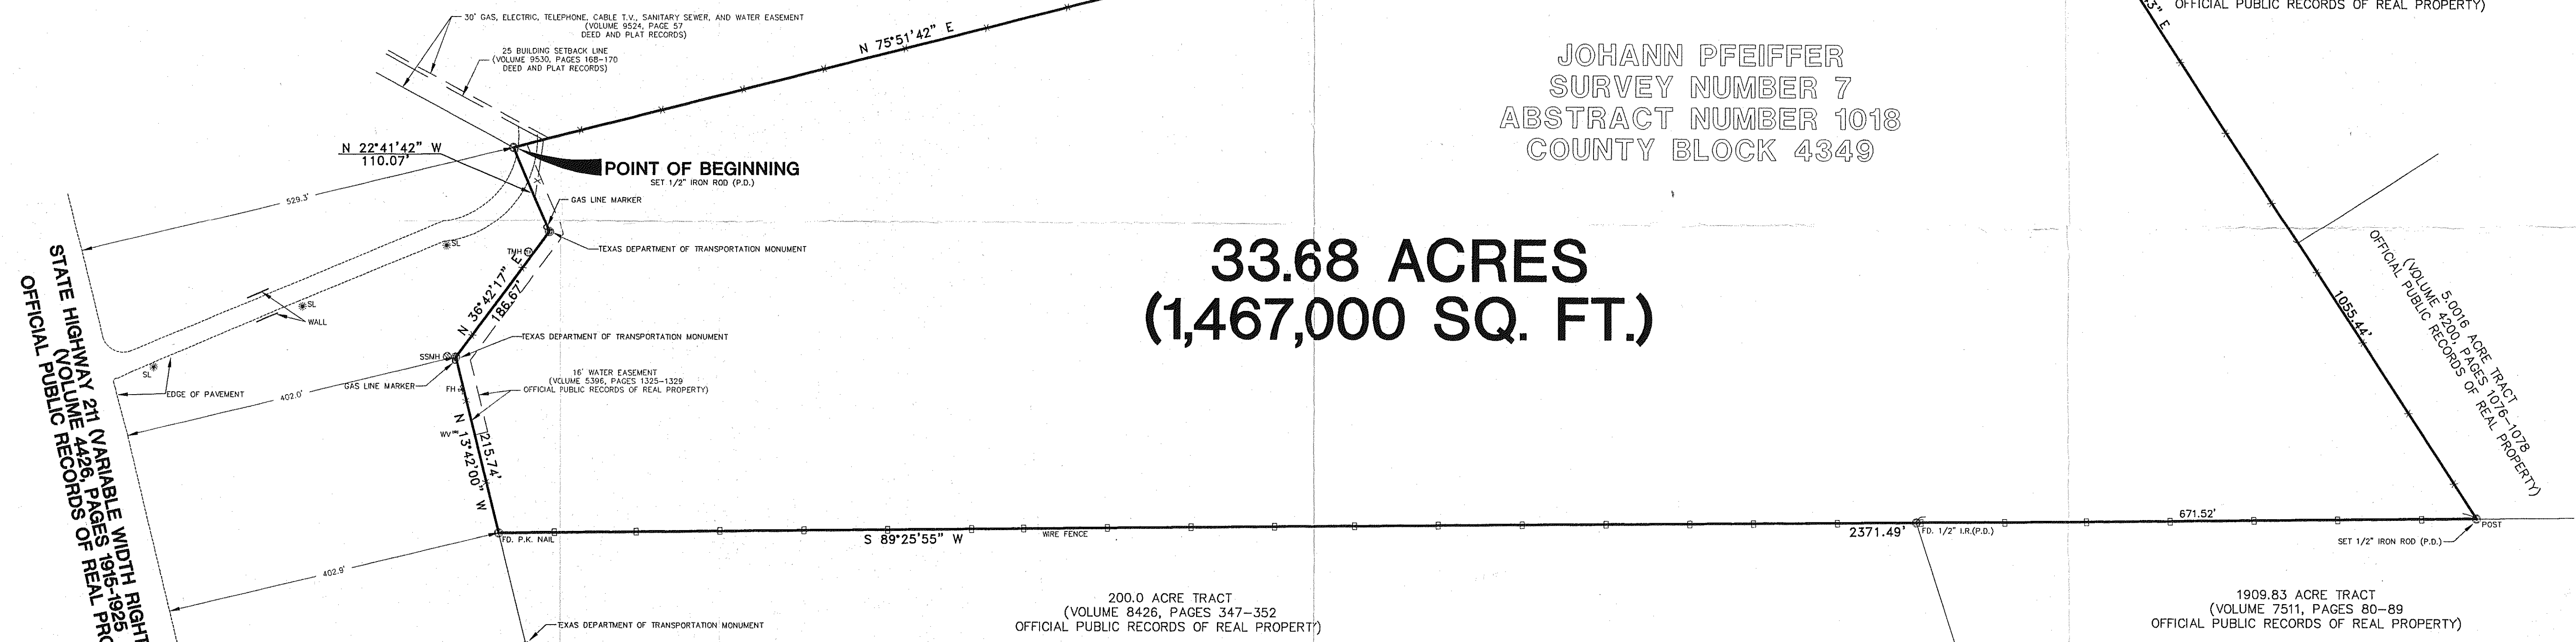 30' GAS, ELECTRIC, TELEPHONE, CABLE T.V., SANITARY SEWER, AND WATER EASEMENT
(VOLUME 9524, PAGE 57
DEED AND PLAT RECORDS)
25 BUILDING SETBACK LINE
(VOLUME 9530, PAGES 168-170
DEED AND PLAT RECORDS)
N 75°51'42" E
OFFICIAL PUBLIC RECORDS OF REAL PROPERTY)
3" E
JOHANN PFEIFFER
SURVEY NUMBER 7
ABSTRACT NUMBER 1018
COUNTY BLOCK 4349
N 22°41'42" W
110.07'
POINT OF BEGINNING
SET 1/2" IRON ROD (P.D.)
529.3'
GAS LINE MARKER
TEXAS DEPARTMENT OF TRANSPORTATION MONUMENT
TMH
SL
N 36°42'17" E
186.67'
33.68 ACRES
(1,467,000 SQ. FT.)
SL
WALL
TEXAS DEPARTMENT OF TRANSPORTATION MONUMENT
SSMH
GAS LINE MARKER
SL
EDGE OF PAVEMENT
402.0'
16' WATER EASEMENT
(VOLUME 5396, PAGES 1325-1329
OFFICIAL PUBLIC RECORDS OF REAL PROPERTY)
FH
WV
N 13°42'00" W
215.74'
STATE HIGHWAY 211 (VARIABLE WIDTH RIGHT
(VOLUME 4426, PAGES 1915-1925
OFFICIAL PUBLIC RECORDS OF REAL PRO
1055.44'
5.0016 ACRE TRACT
(VOLUME 4200, PAGES 1076-1078
OFFICIAL PUBLIC RECORDS OF REAL PROPERTY)
FD. P.K. NAIL
S 89°25'55" W
WIRE FENCE
2371.49'
FD. 1/2" I.R.(P.D.)
671.52'
POST
SET 1/2" IRON ROD (P.D.)
402.9'
200.0 ACRE TRACT
(VOLUME 8426, PAGES 347-352
OFFICIAL PUBLIC RECORDS OF REAL PROPERTY)
1909.83 ACRE TRACT
(VOLUME 7511, PAGES 80-89
OFFICIAL PUBLIC RECORDS OF REAL PROPERTY)
TEXAS DEPARTMENT OF TRANSPORTATION MONUMENT